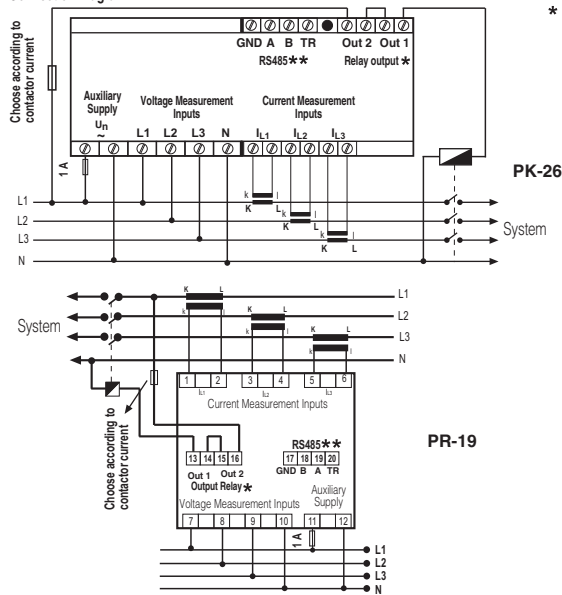 *
GND A B TR Out 2 Out 1
RS485** Relay output*
Choose according to
contactor current
Auxiliary
Supply
Un
~
Voltage Measurement
Inputs
L1 L2 L3 N
Current Measurement
Inputs
IL1 IL2 IL3
1 A
PK-26
L1
L2
L3
N
k l
K L
k l
K L
k l
K L
System
K L
k l
K L
k l
K L
k l
L1
L2
L3
N
System
1 2 3 4 5 6
IL1 IL2 IL3
Current Measurement Inputs
Choose according to
contactor current
13 14 15 16
Out 1 Out 2
Output Relay*
RS485**
17 18 19 20
GND B A TR
PR-19
Voltage Measurement Inputs
Auxiliary
Supply
7 8 9 10 11 12
1 A
L1
L2
L3
N